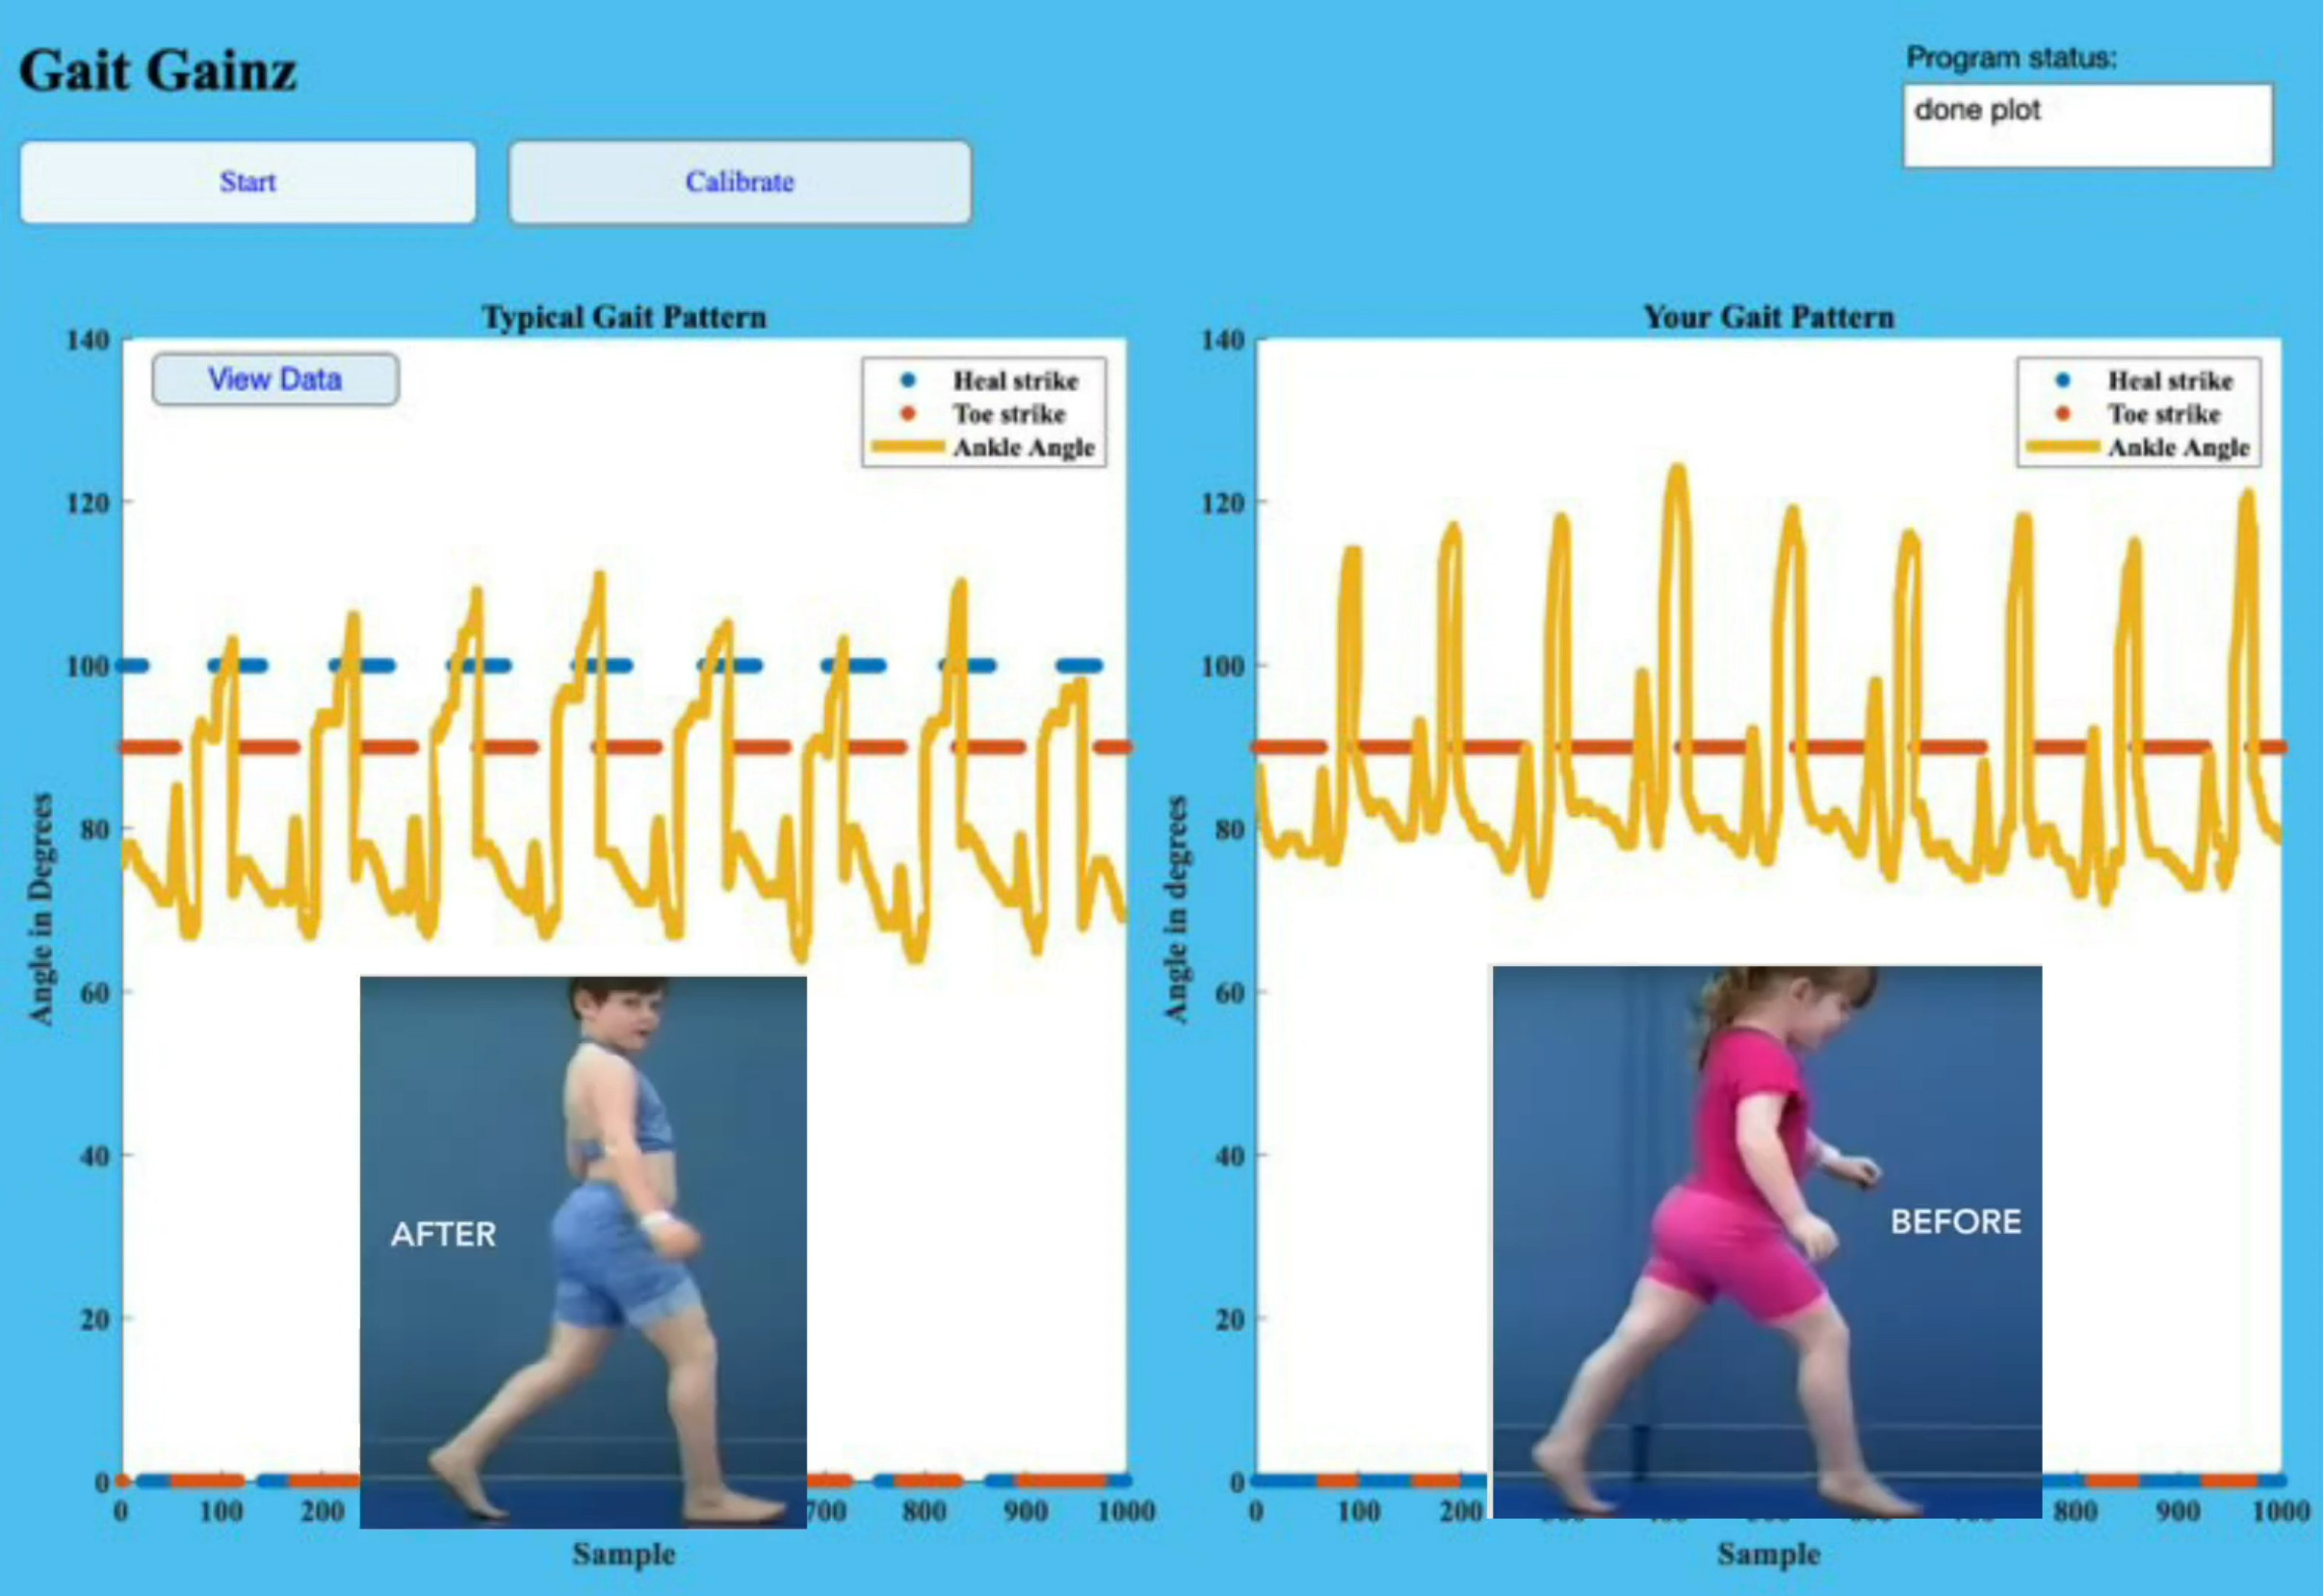 Gait Gainz
Program status:
done plot
Start
Calibrate
Typical Gait Pattern
View Data
Heal strike
Toe strike
Ankle Angle
140
120
100
80
60
40
20
0
Angle in Degrees
AFTER
0 100 200 700 800 900 1000
Sample
Your Gait Pattern
Heal strike
Toe strike
Ankle Angle
140
120
100
80
60
40
20
0
Angle in degrees
BEFORE
0 100 200 800 900 1000
Sample